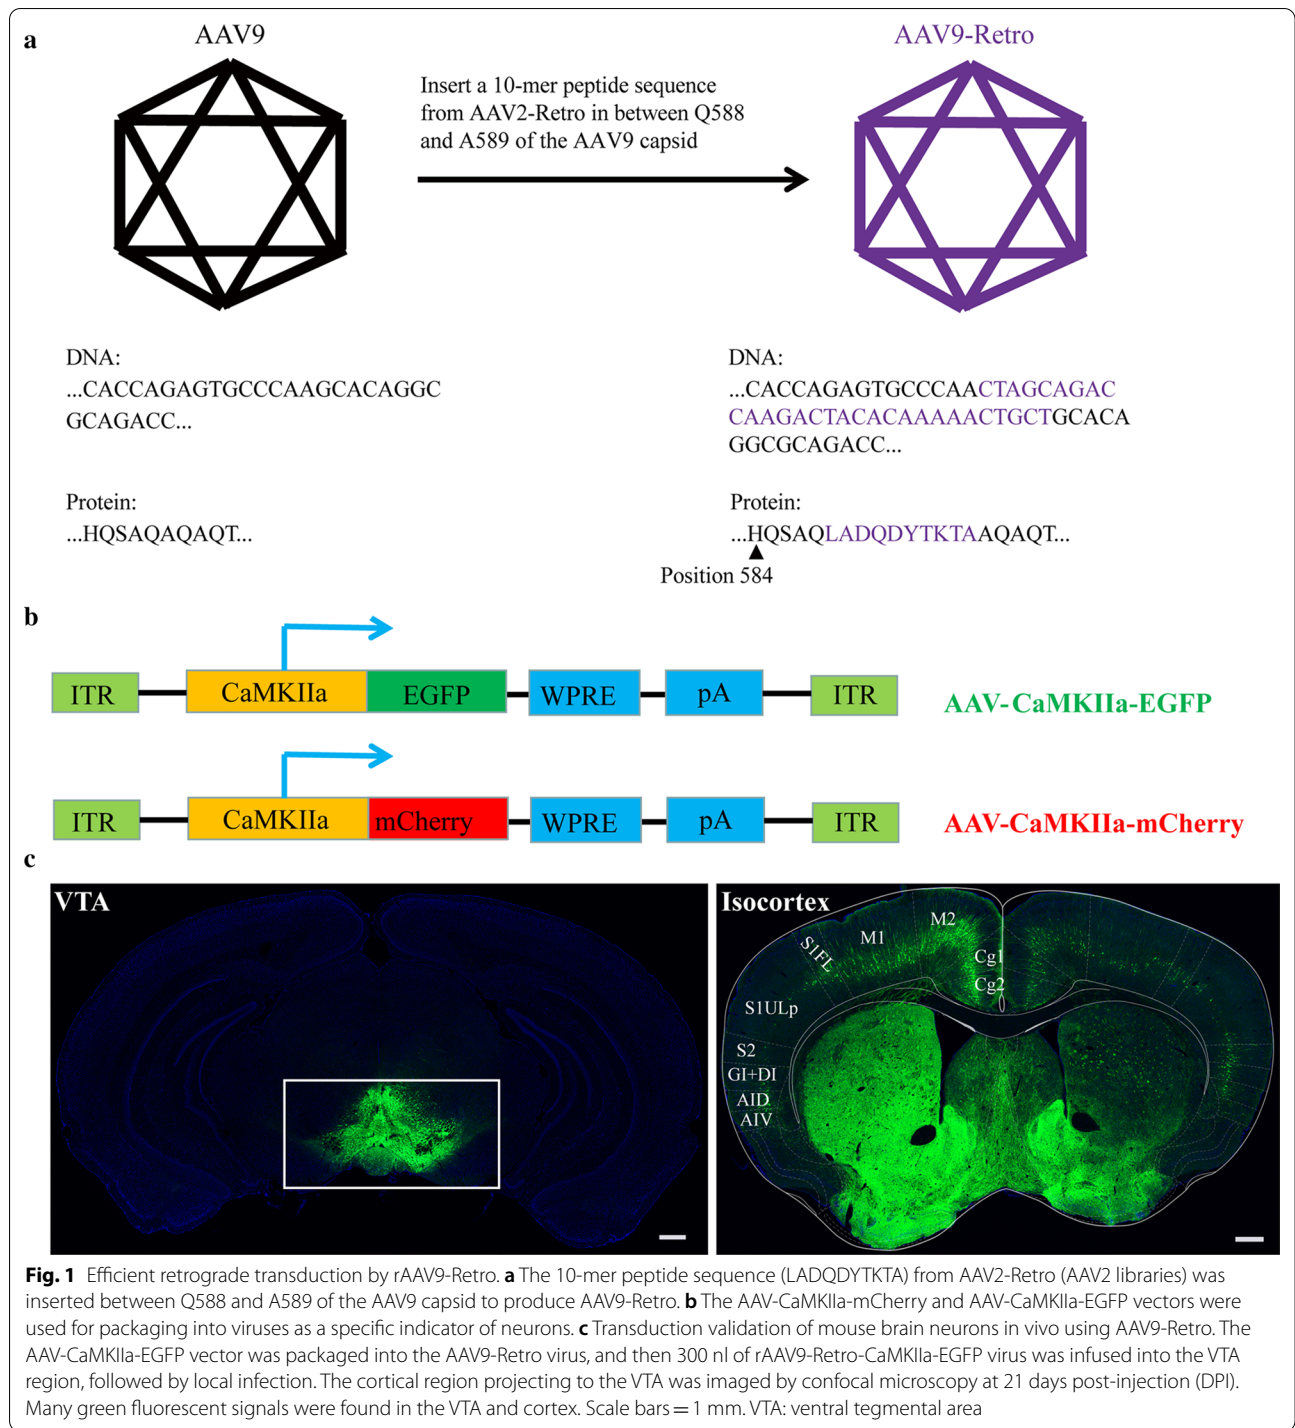 a
AAV9
AAV9-Retro
Insert a 10-mer peptide sequence
from AAV2-Retro in between Q588
and A589 of the AAV9 capsid
DNA:
...CACCAGAGTGCCCAAGCACAGGC
GCAGACC...
DNA:
...CACCAGAGTGCCCAACTAGCAGAC
CAAGACTACACAAAAACTGCTGCACA
GGCGCAGACC...
Protein:
...HQSAQAQAQT...
Protein:
...HQSAQLADQDYTKTAAQAQT...
Position 584
b
ITR CaMKIIa EGFP WPRE pA ITR AAV-CaMKIIa-EGFP
ITR CaMKIIa mCherry WPRE pA ITR AAV-CaMKIIa-mCherry
c
VTA
Isocortex
M2
M1
S1FL
Cg1
Cg2
S1ULp
S2
GI+DI
AID
AIV
Fig. 1 Efficient retrograde transduction by rAAV9-Retro. a The 10-mer peptide sequence (LADQDYTKTA) from AAV2-Retro (AAV2 libraries) was
inserted between Q588 and A589 of the AAV9 capsid to produce AAV9-Retro. b The AAV-CaMKIIa-mCherry and AAV-CaMKIIa-EGFP vectors were
used for packaging into viruses as a specific indicator of neurons. c Transduction validation of mouse brain neurons in vivo using AAV9-Retro. The
AAV-CaMKIIa-EGFP vector was packaged into the AAV9-Retro virus, and then 300 nl of rAAV9-Retro-CaMKIIa-EGFP virus was infused into the VTA
region, followed by local infection. The cortical region projecting to the VTA was imaged by confocal microscopy at 21 days post-injection (DPI).
Many green fluorescent signals were found in the VTA and cortex. Scale bars = 1 mm. VTA: ventral tegmental area